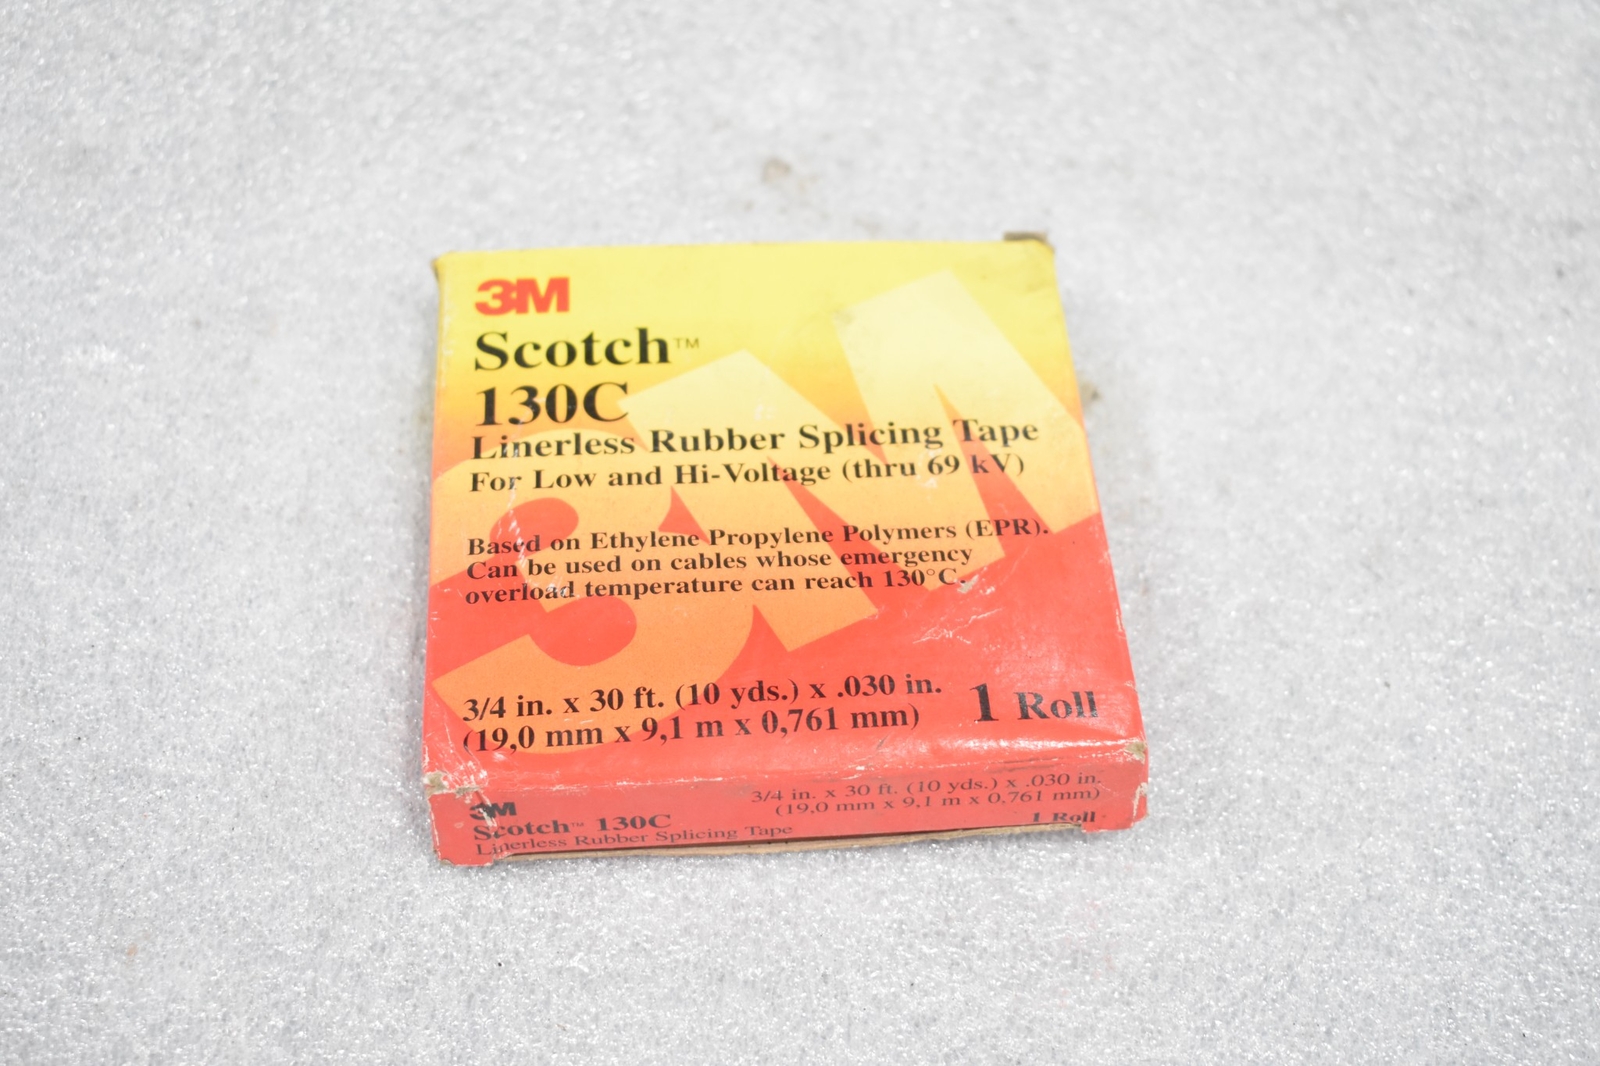 3M
Scotch™
130C
Linerless Rubber Splicing Tape
For Low and Hi-Voltage (thru 69 kV)
Based on Ethylene Propylene Polymers (EPR).
Can be used on cables whose emergency
overload temperature can reach 130°C.
3/4 in. x 30 ft. (10 yds.) x .030 in.
(19,0 mm x 9,1 m x 0,761 mm)
1 Roll
3M
Scotch™ 130C
Linerless Rubber Splicing Tape
3/4 in. x 30 ft. (10 yds.) x .030 in.
(19,0 mm x 9,1 m x 0,761 mm)
1 Roll
3M